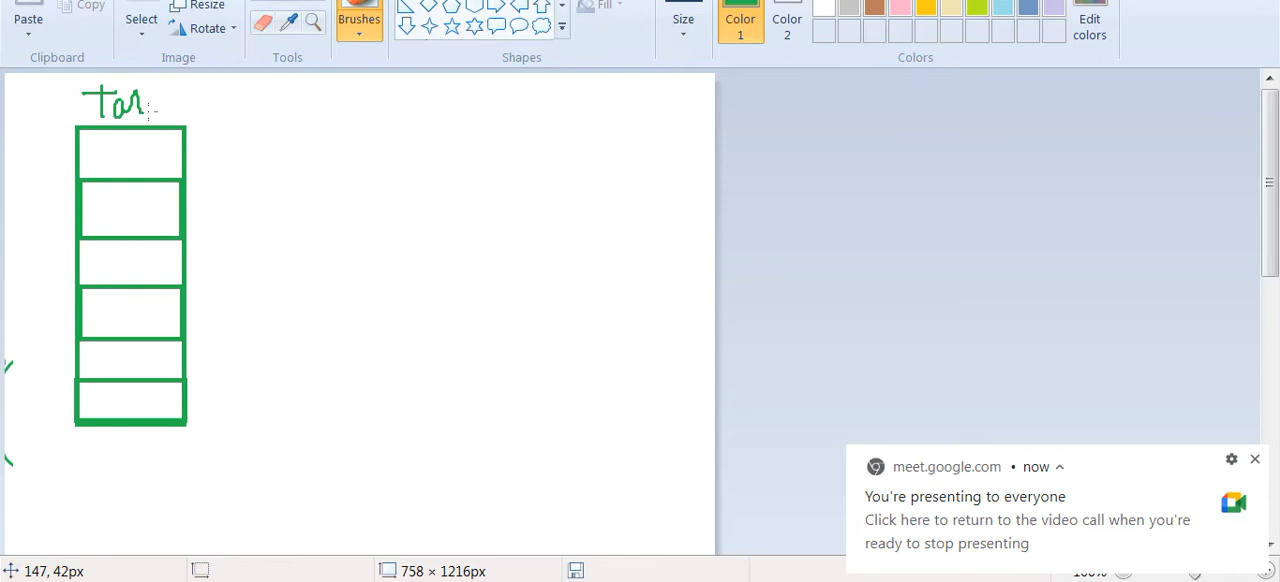 Paste
Copy
Select
Resize
Rotate
Brushes
Fill
Size
Color
1
Color
2
Edit
colors
Clipboard
Image
Tools
Shapes
Colors
meet.google.com • now
You're presenting to everyone
Click here to return to the video call when you're
ready to stop presenting
147, 42px
758 × 1216px